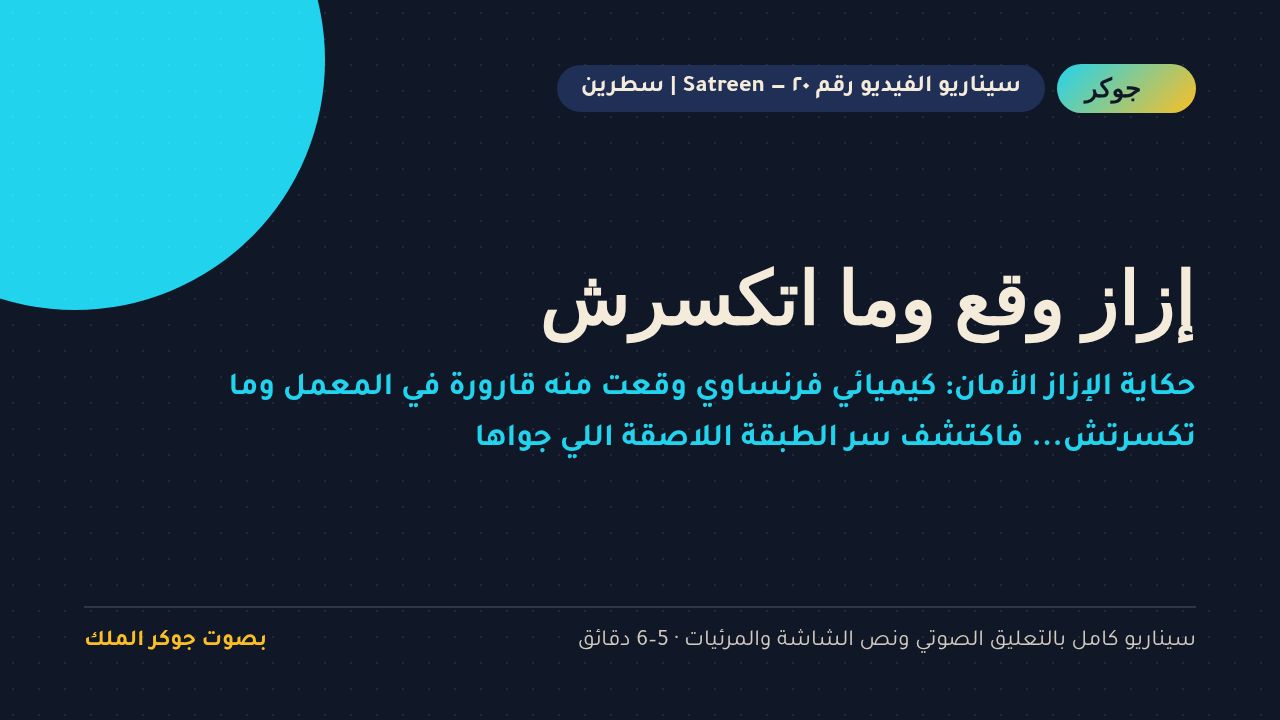 جوكر
سيناريو الفيديو رقم ٢٠ — Satreen | سطرين
إزاز وقع وما اتكسرش
حكاية الإزاز الأمان: كيميائي فرنساوي وقعت منه قارورة في المعمل وما
تكسرتش... فاكتشف سر الطبقة اللاصقة اللي جواها
سيناريو كامل بالتعليق الصوتي ونص الشاشة والمرئيات · 5–6 دقائق
بصوت جوكر الملك